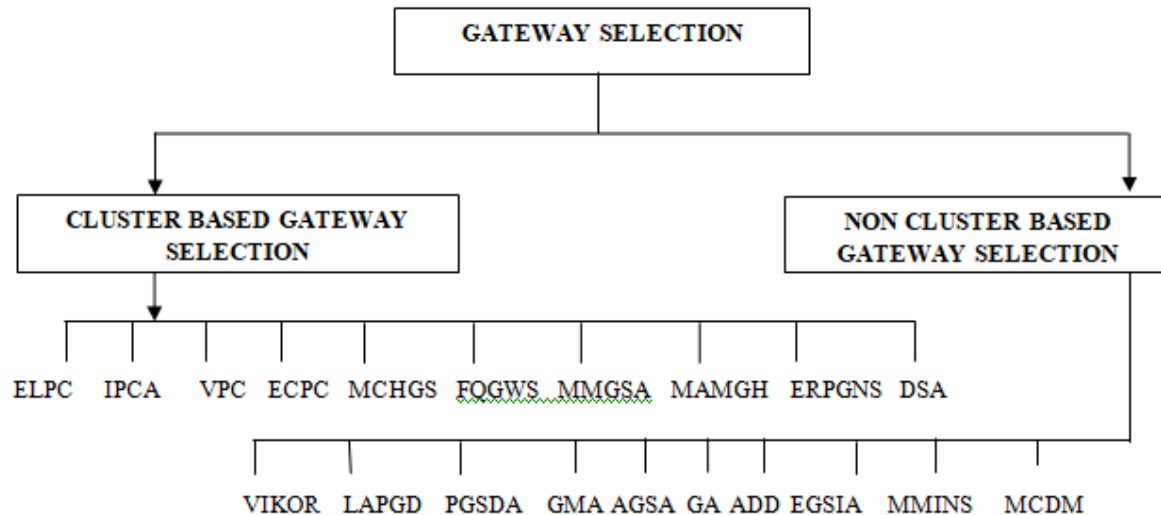 GATEWAY SELECTION
CLUSTER BASED GATEWAY
SELECTION
NON CLUSTER BASED
GATEWAY SELECTION
ELPC IPCA VPC ECPC MCHGS FQGWS MMGSA MAMGH ERPGNS DSA
VIKOR LAPGD PGSDA GMA AGSA GA ADD EGSIA MMINS MCDM